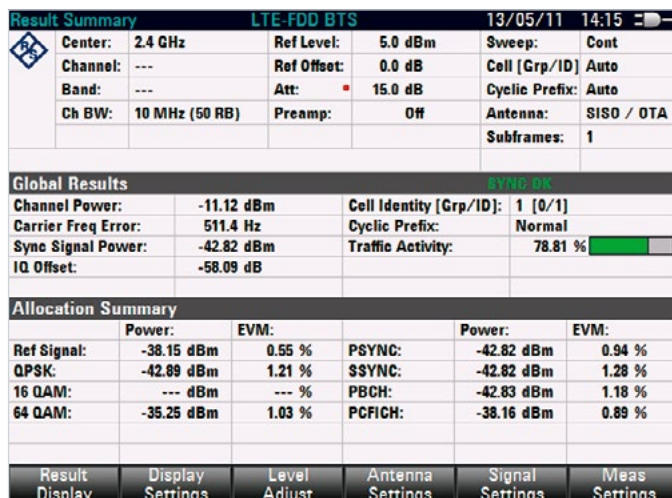 Result Summary LTE-FDD BTS 13/05/11 14:15
R&S
Center: 2.4 GHz Ref Level: 5.0 dBm Sweep: Cont
Channel: --- Ref Offset: 0.0 dB Cell [Grp/ID] Auto
Band: --- Att: 15.0 dB Cyclic Prefix: Auto
Ch BW: 10 MHz (50 RB) Preamp: Off Antenna: SISO / OTA
Subframes: 1
Global Results SYNC OK
Channel Power: -11.12 dBm Cell Identity [Grp/ID]: 1 [0/1]
Carrier Freq Error: 511.4 Hz Cyclic Prefix: Normal
Sync Signal Power: -42.82 dBm Traffic Activity: 78.81 %
IQ Offset: -58.09 dB
Allocation Summary
Power: EVM: Power: EVM:
Ref Signal: -38.15 dBm 0.55 % PSYNC: -42.82 dBm 0.94 %
QPSK: -42.89 dBm 1.21 % SSYNC: -42.82 dBm 1.28 %
16 QAM: --- dBm --- % PBCH: -42.83 dBm 1.18 %
64 QAM: -35.25 dBm 1.03 % PCFICH: -38.16 dBm 0.89 %
Result Display Level Antenna Signal Meas
Display Settings Adjust Settings Settings Settings